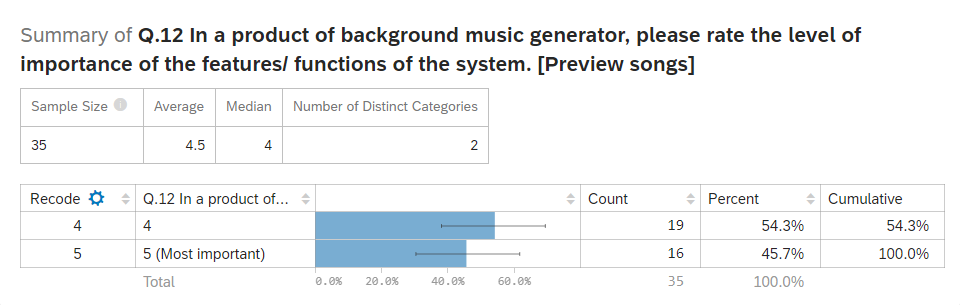 Summary of Q.12 In a product of background music generator, please rate the level of
importance of the features/ functions of the system. [Preview songs]
Sample Size Average Median Number of Distinct Categories
35 4.5 4 2
Recode Q.12 In a product of... Count Percent Cumulative
4 4 19 54.3% 54.3%
5 5 (Most important) 16 45.7% 100.0%
Total 0.0% 20.0% 40.0% 60.0% 35 100.0%